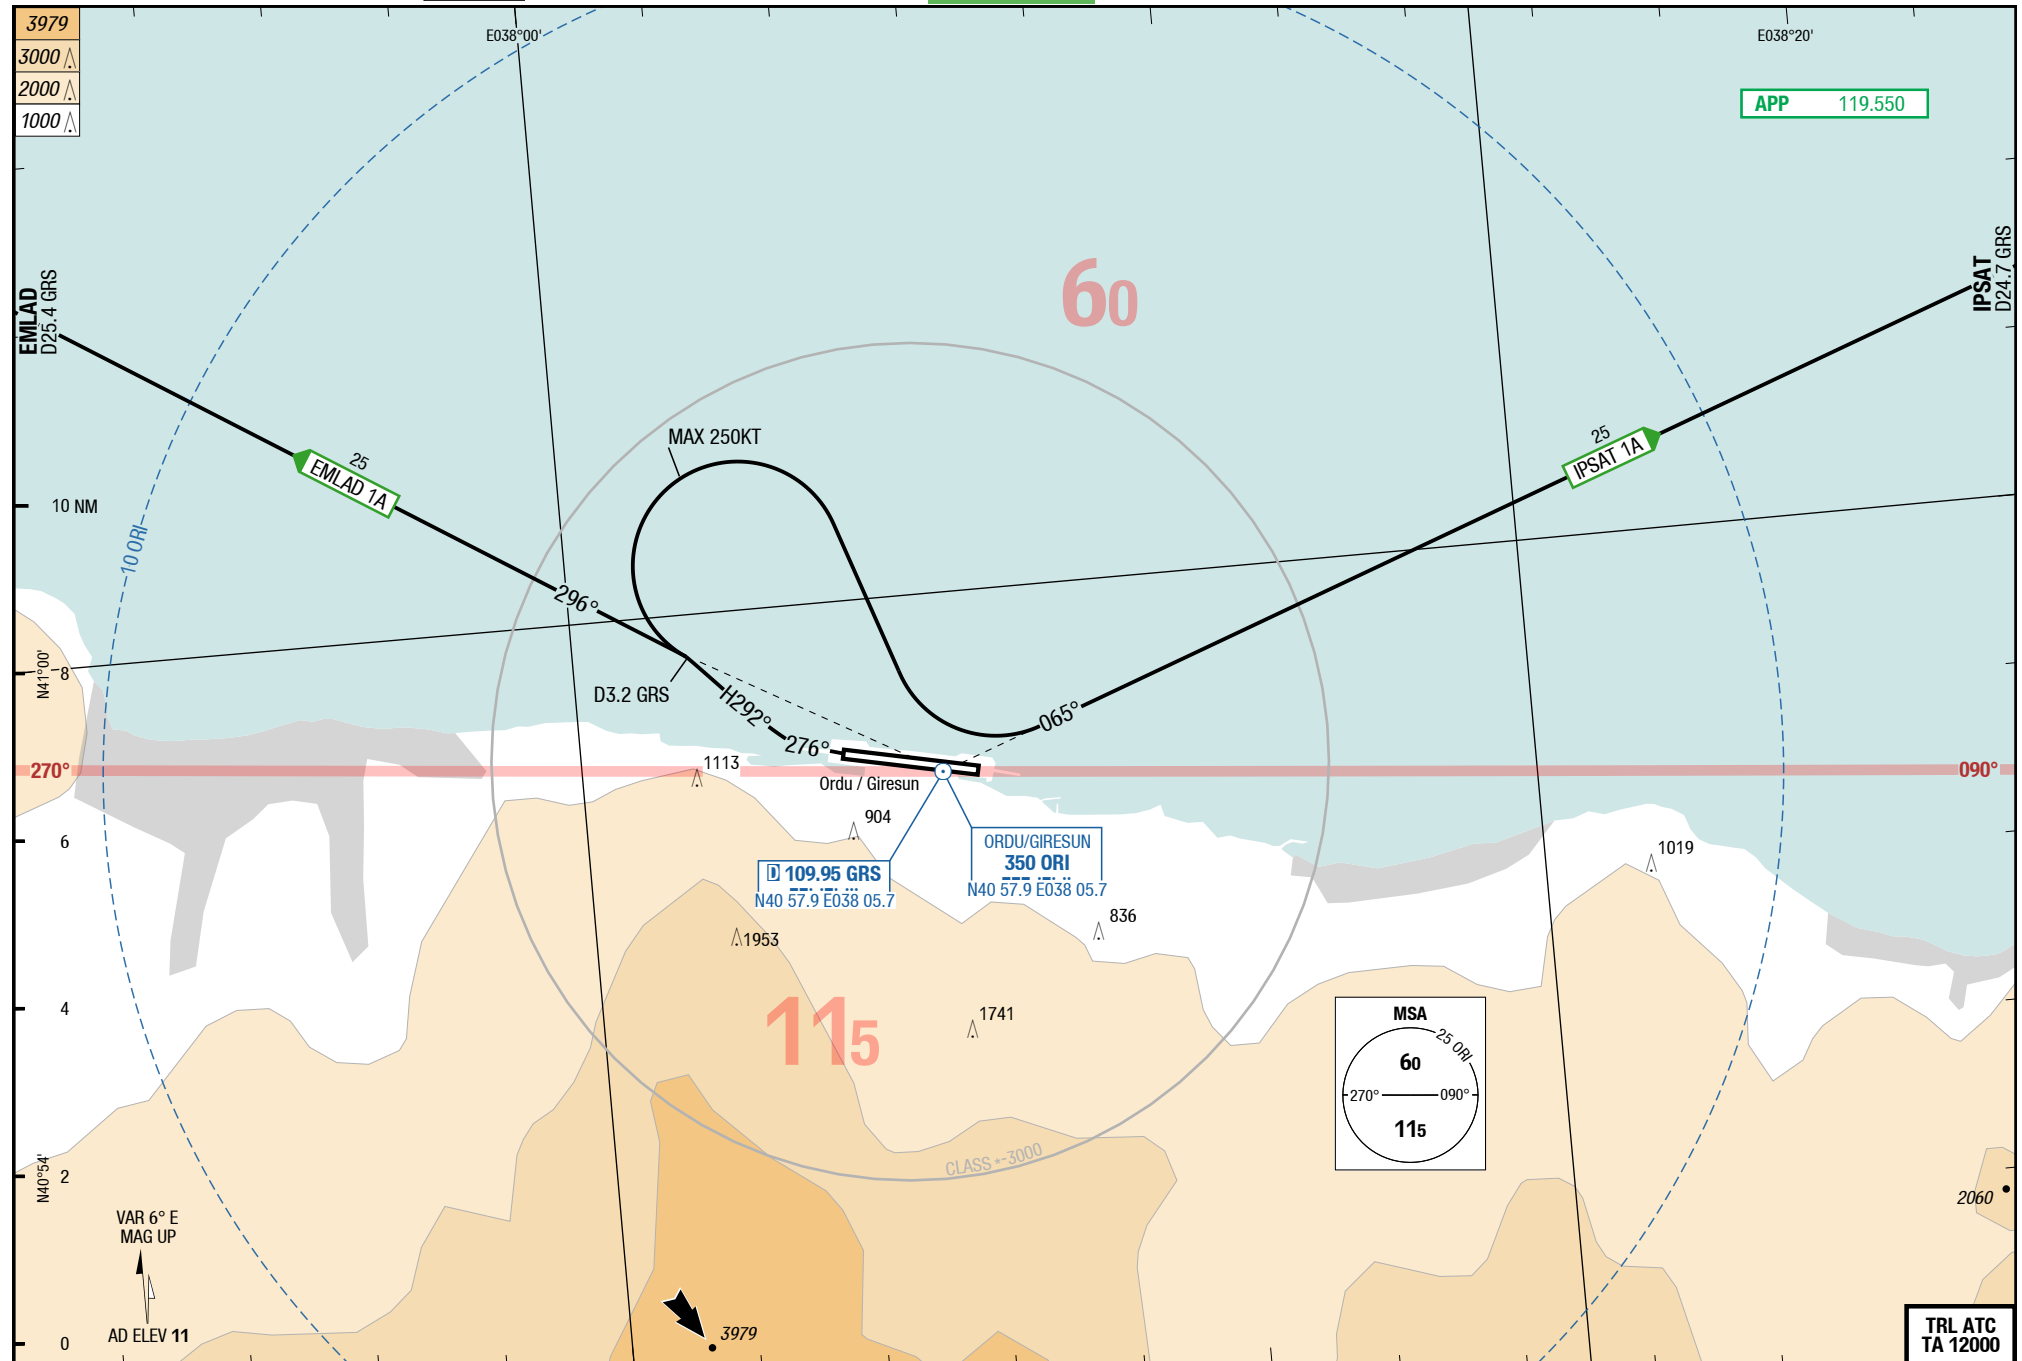 3979
3000
2000
1000
E038°00'
E038°20'
APP 119.550
60
EMLAD
D25.4 GRS
IPSAT
D24.7 GRS
MAX 250KT
25
EMLAD 1A
25
IPSAT 1A
10 NM
10 ORI
296°
N41°00'
8
D3.2 GRS
H292°
065°
276°
270°
090°
1113
Ordu / Giresun
904
6
ORDU/GIRESUN
350 ORI
N40 57.9 E038 05.7
D 109.95 GRS
N40 57.9 E038 05.7
1019
836
1953
4
115
1741
MSA
25 ORI
60
270°
090°
115
CLASS *-3000
N40°54'
2
2060
VAR 6° E
MAG UP
AD ELEV 11
0
3979
TRL ATC
TA 12000